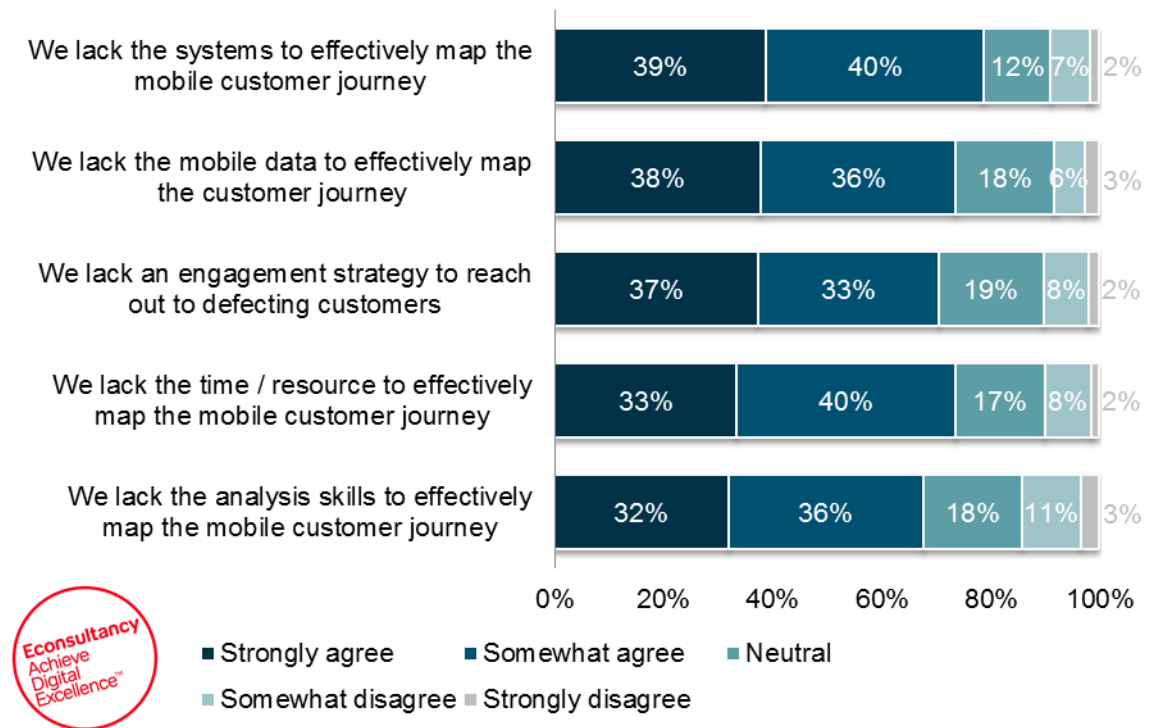 We lack the systems to effectively map the
mobile customer journey
39%
40%
12%
7%
2%
We lack the mobile data to effectively map
the customer journey
38%
36%
18%
6%
3%
We lack an engagement strategy to reach
out to defecting customers
37%
33%
19%
8%
2%
We lack the time / resource to effectively
map the mobile customer journey
33%
40%
17%
8%
2%
We lack the analysis skills to effectively
map the mobile customer journey
32%
36%
18%
11%
3%
0%
20%
40%
60%
80%
100%
Econsultancy
Achieve
Digital
Excellence™
Strongly agree
Somewhat agree
Neutral
Somewhat disagree
Strongly disagree